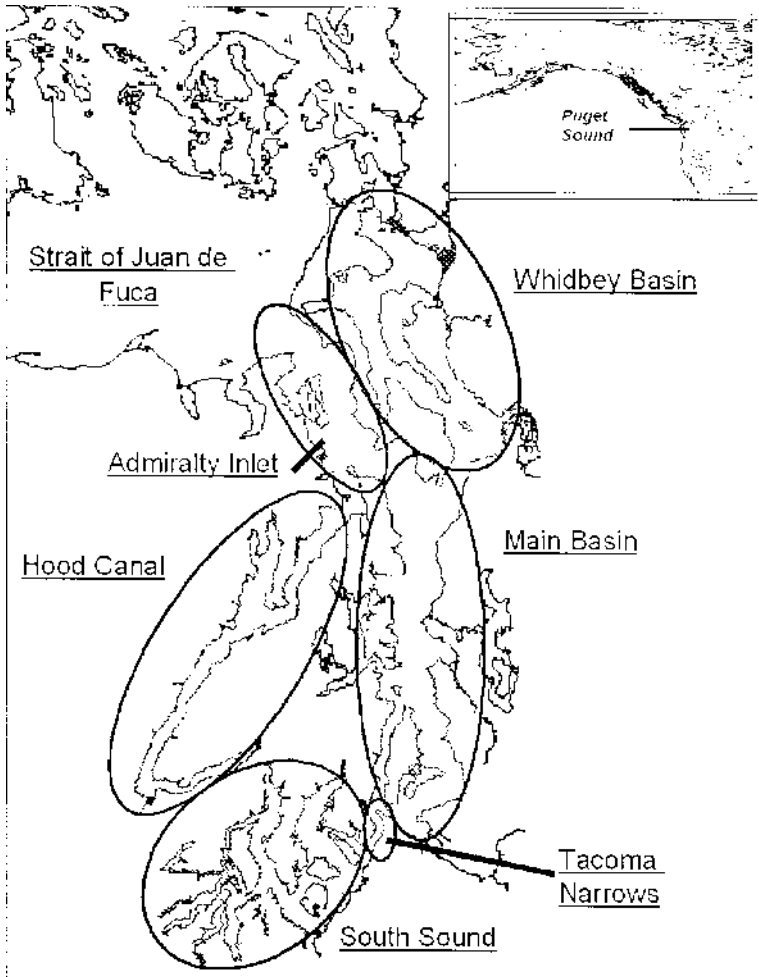 Puget
Sound
Strait of Juan de
Fuca
Whidbey Basin
Admiralty Inlet
Main Basin
Hood Canal
Tacoma
Narrows
South Sound